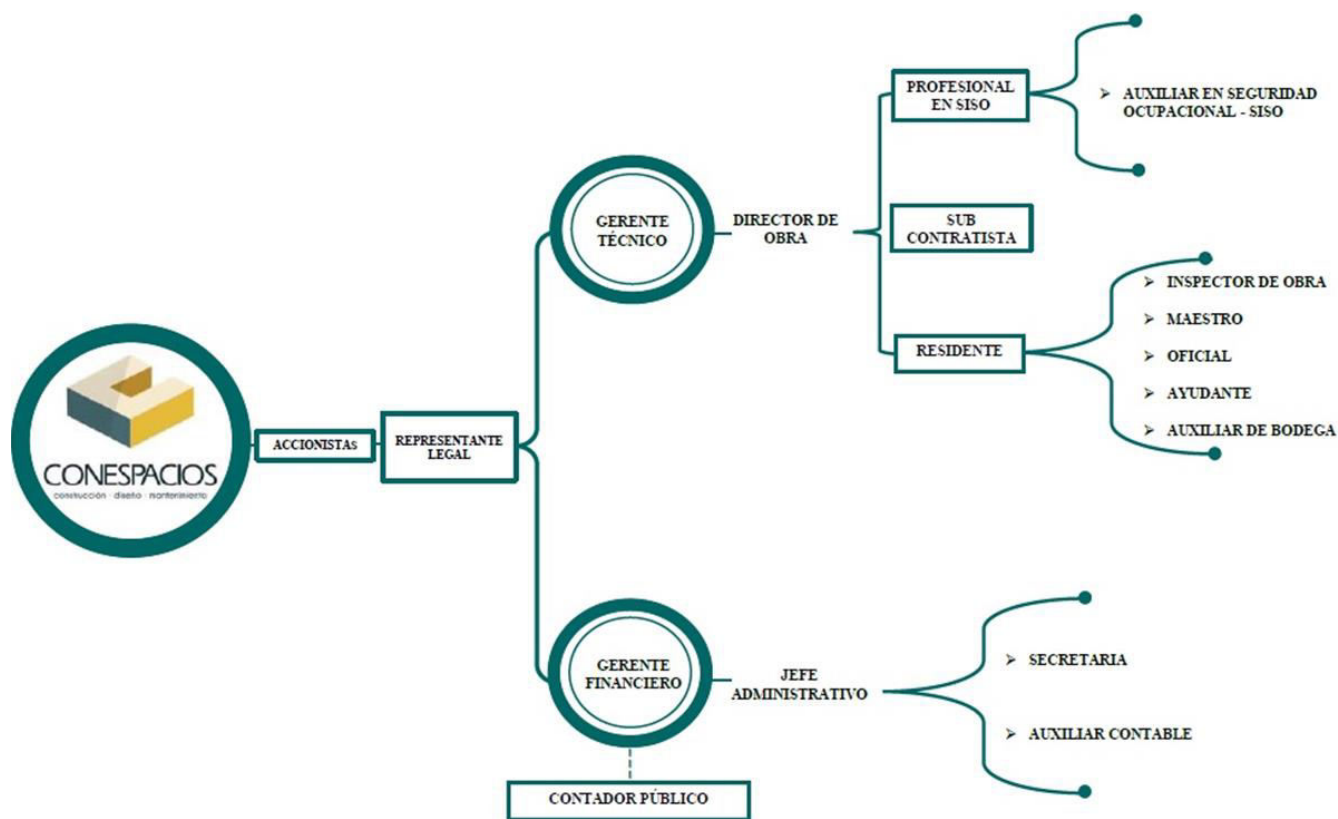 CONESPACIOS
construcción · diseño · mantenimiento
ACCIONISTAS
REPRESENTANTE
LEGAL
GERENTE
TÉCNICO
DIRECTOR DE
OBRA
PROFESIONAL
EN SISO
➢ AUXILIAR EN SEGURIDAD
OCUPACIONAL - SISO
SUB
CONTRATISTA
RESIDENTE
➢ INSPECTOR DE OBRA
➢ MAESTRO
➢ OFICIAL
➢ AYUDANTE
➢ AUXILIAR DE BODEGA
GERENTE
FINANCIERO
JEFE
ADMINISTRATIVO
➢ SECRETARIA
➢ AUXILIAR CONTABLE
CONTADOR PÚBLICO